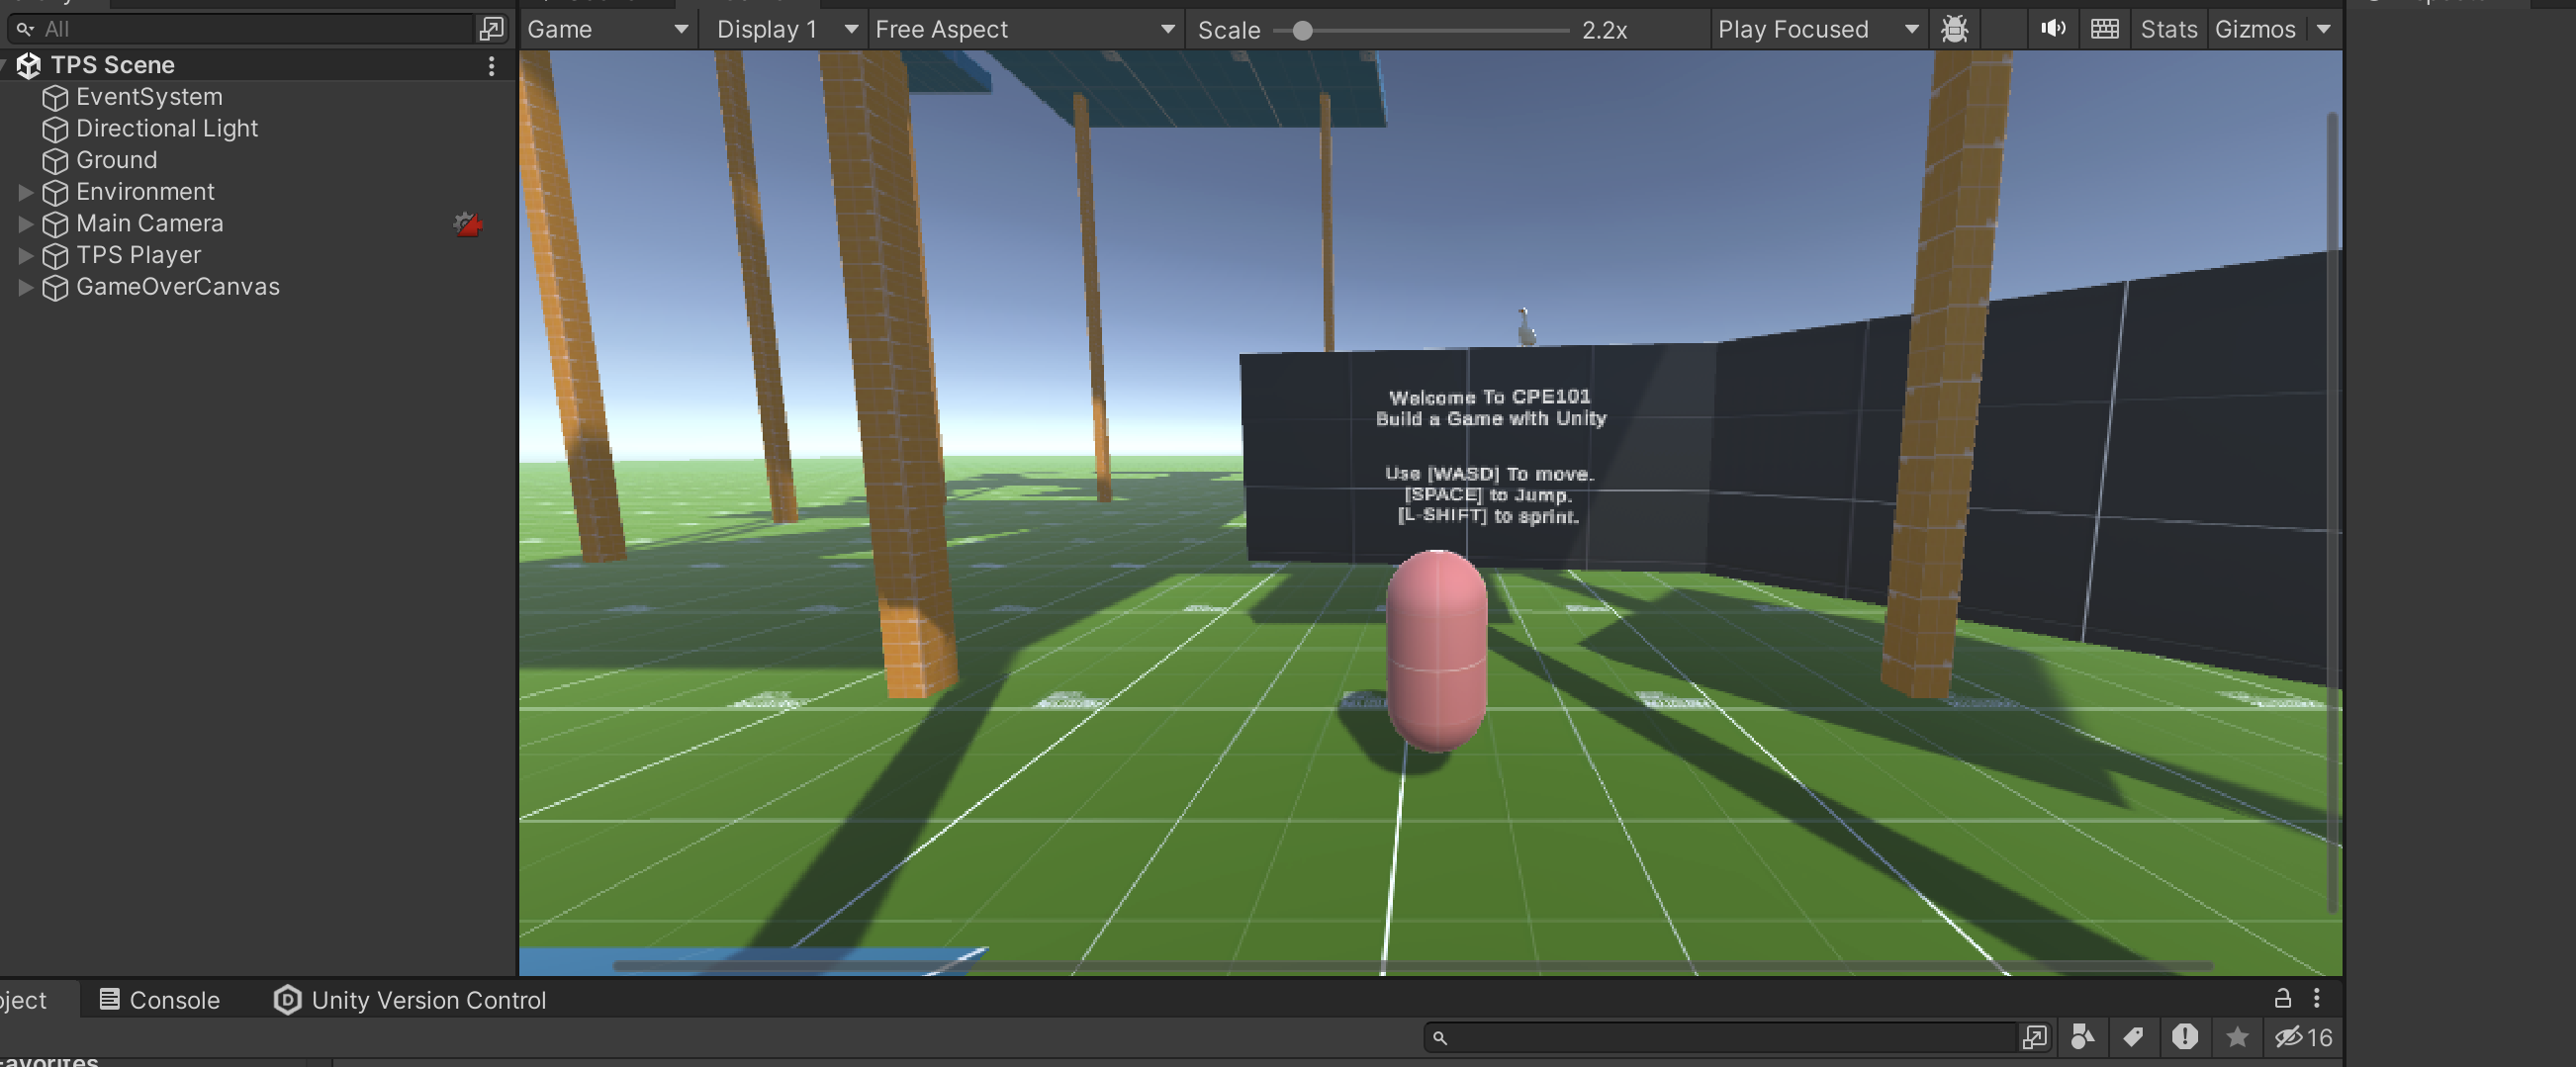 All
Game
Display 1
Free Aspect
Scale
2.2x
Play Focused
Stats
Gizmos
TPS Scene
EventSystem
Directional Light
Ground
Environment
Main Camera
TPS Player
GameOverCanvas
Welcome To CPE101
Build a Game with Unity
Use [WASD] To move.
[SPACE] to Jump.
[L-SHIFT] to sprint.
oject
Console
Unity Version Control
16
Favorites